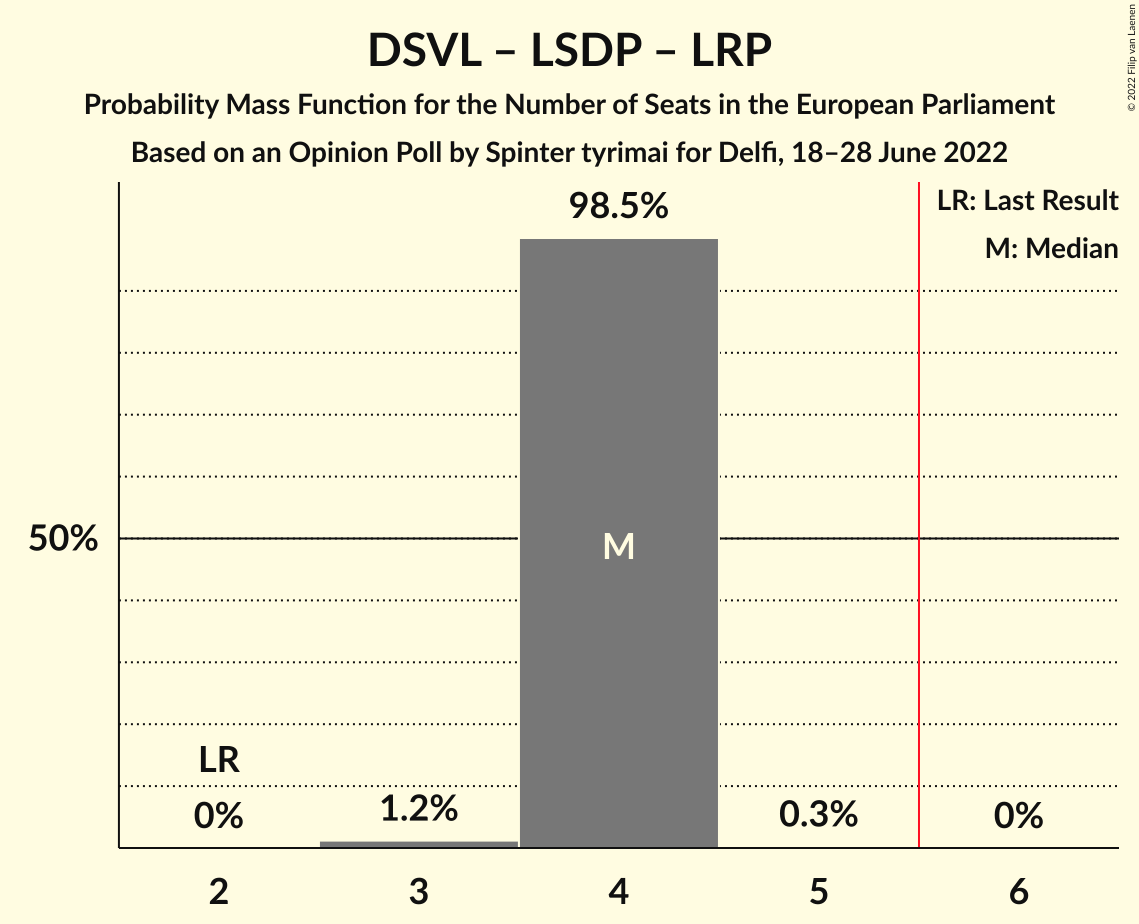 DSVL – LSDP – LRP
Probability Mass Function for the Number of Seats in the European Parliament
Based on an Opinion Poll by Spinter tyrimai for Delfi, 18–28 June 2022
© 2022 Filip van Laenen
98.5%
LR: Last Result
M: Median
50%
M
LR
0%
1.2%
0.3%
0%
2
3
4
5
6